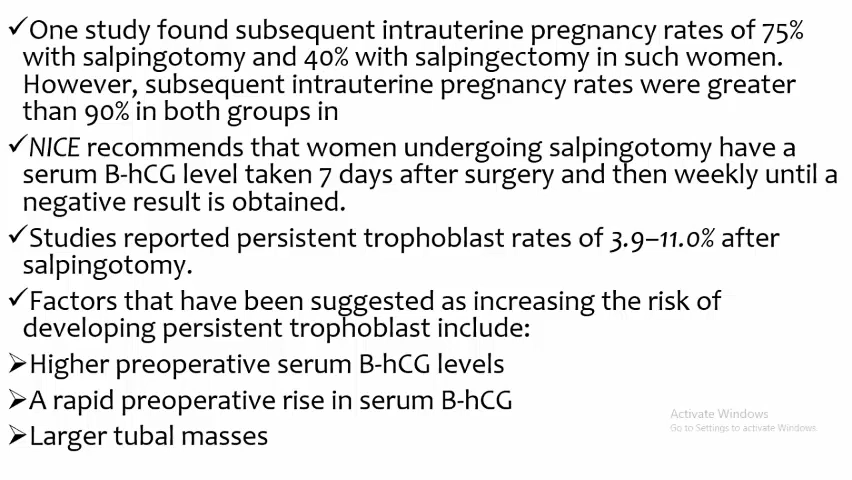 ✓One study found subsequent intrauterine pregnancy rates of 75%
with salpingotomy and 40% with salpingectomy in such women.
However, subsequent intrauterine pregnancy rates were greater
than 90% in both groups in
✓NICE recommends that women undergoing salpingotomy have a
serum B-hCG level taken 7 days after surgery and then weekly until a
negative result is obtained.
✓Studies reported persistent trophoblast rates of 3.9–11.0% after
salpingotomy.
✓Factors that have been suggested as increasing the risk of
developing persistent trophoblast include:
➢Higher preoperative serum B-hCG levels
➢A rapid preoperative rise in serum B-hCG
➢Larger tubal masses
Activate Windows
Go to Settings to activate Windows.